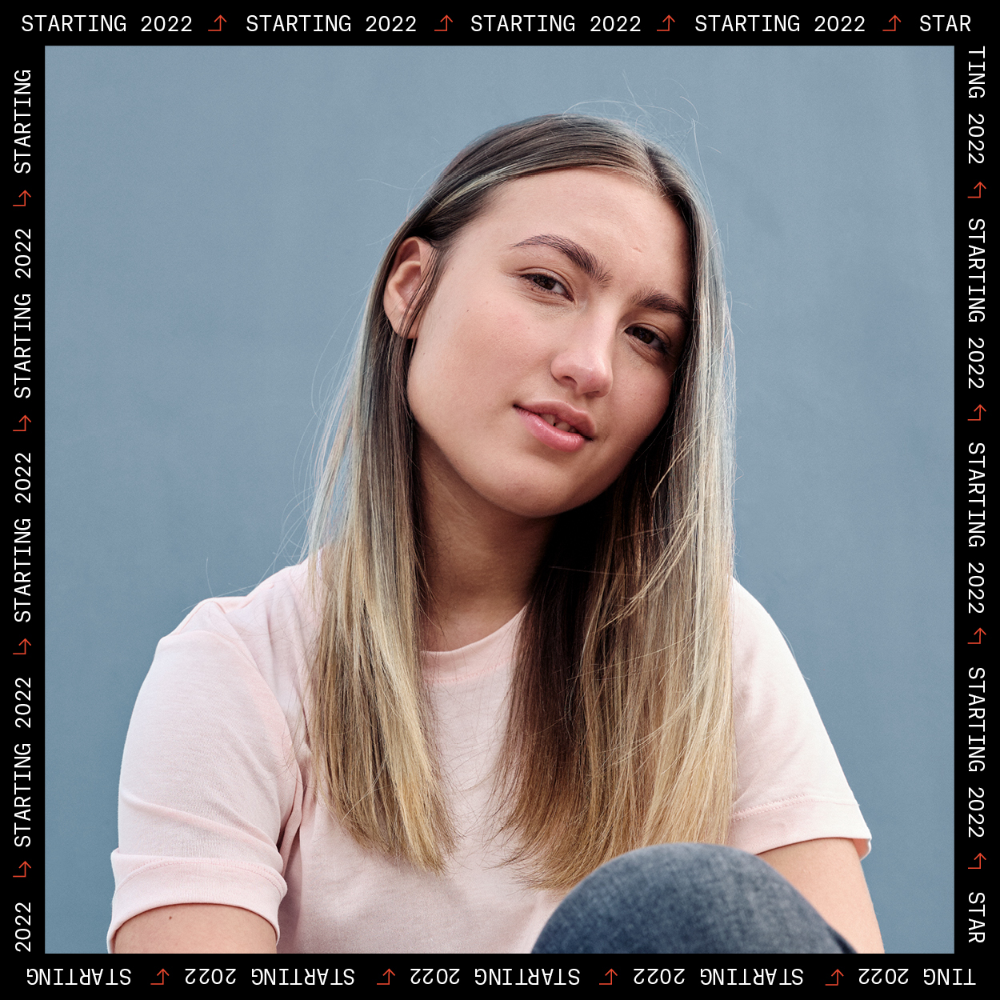 STARTING 2022 STARTING 2022 STARTING 2022 STARTING 2022 STAR
TING 2022 STARTING 2022 STARTING 2022 STARTING 2022 STAR
TING 2022 STARTING 2022 STARTING 2022 STARTING 2022 STARTING
2022 STARTING 2022 STARTING 2022 STARTING 2022 STARTING